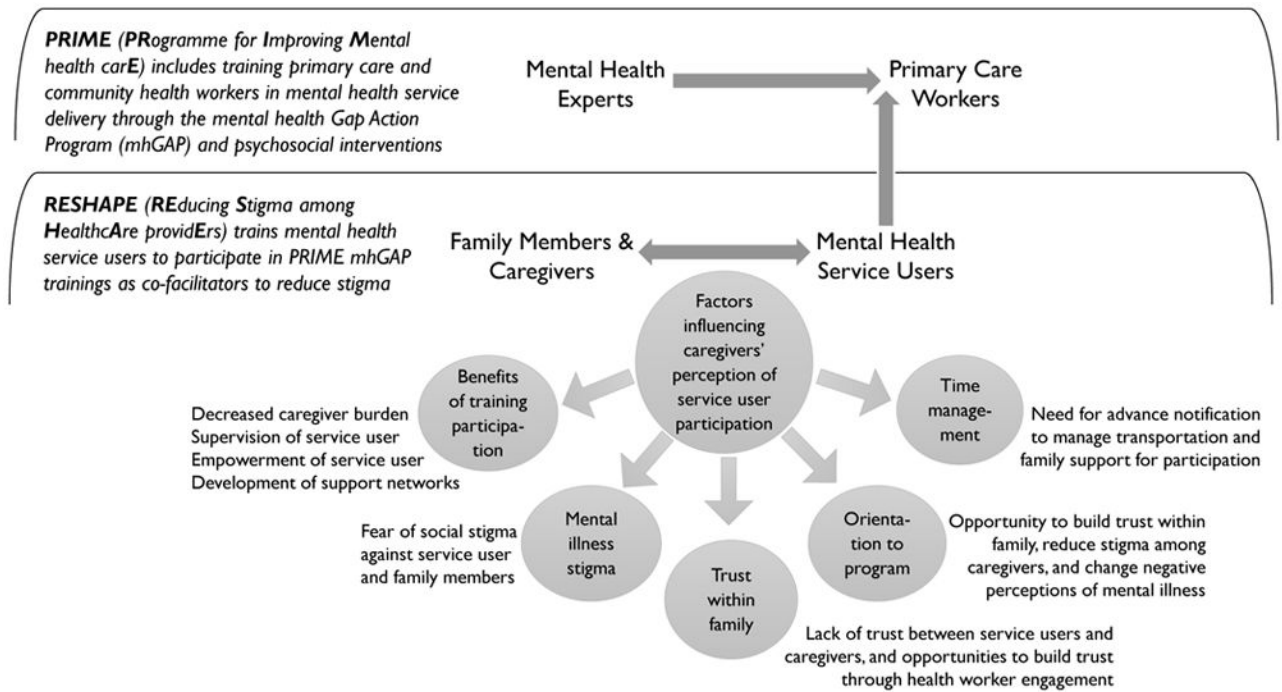 PRIME (PRogramme for Improving Mental
health carE) includes training primary care and
community health workers in mental health service
delivery through the mental health Gap Action
Program (mhGAP) and psychosocial interventions
Mental Health
Experts
Primary Care
Workers
RESHAPE (REducing Stigma among
HealthcAre providErs) trains mental health
service users to participate in PRIME mhGAP
trainings as co-facilitators to reduce stigma
Family Members &
Caregivers
Mental Health
Service Users
Factors
influencing
caregivers'
perception of
service user
participation
Benefits
of training
participa-
tion
Decreased caregiver burden
Supervision of service user
Empowerment of service user
Development of support networks
Mental
illness
stigma
Fear of social stigma
against service user
and family members
Trust
within
family
Lack of trust between service users and
caregivers, and opportunities to build trust
through health worker engagement
Orienta-
tion to
program
Opportunity to build trust within
family, reduce stigma among
caregivers, and change negative
perceptions of mental illness
Time
manage-
ment
Need for advance notification
to manage transportation and
family support for participation